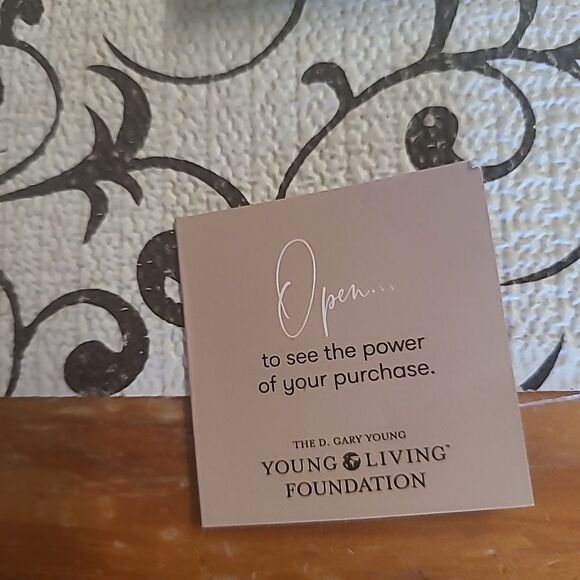 Open...
to see the power
of your purchase.
THE D. GARY YOUNG
YOUNG LIVING™
FOUNDATION